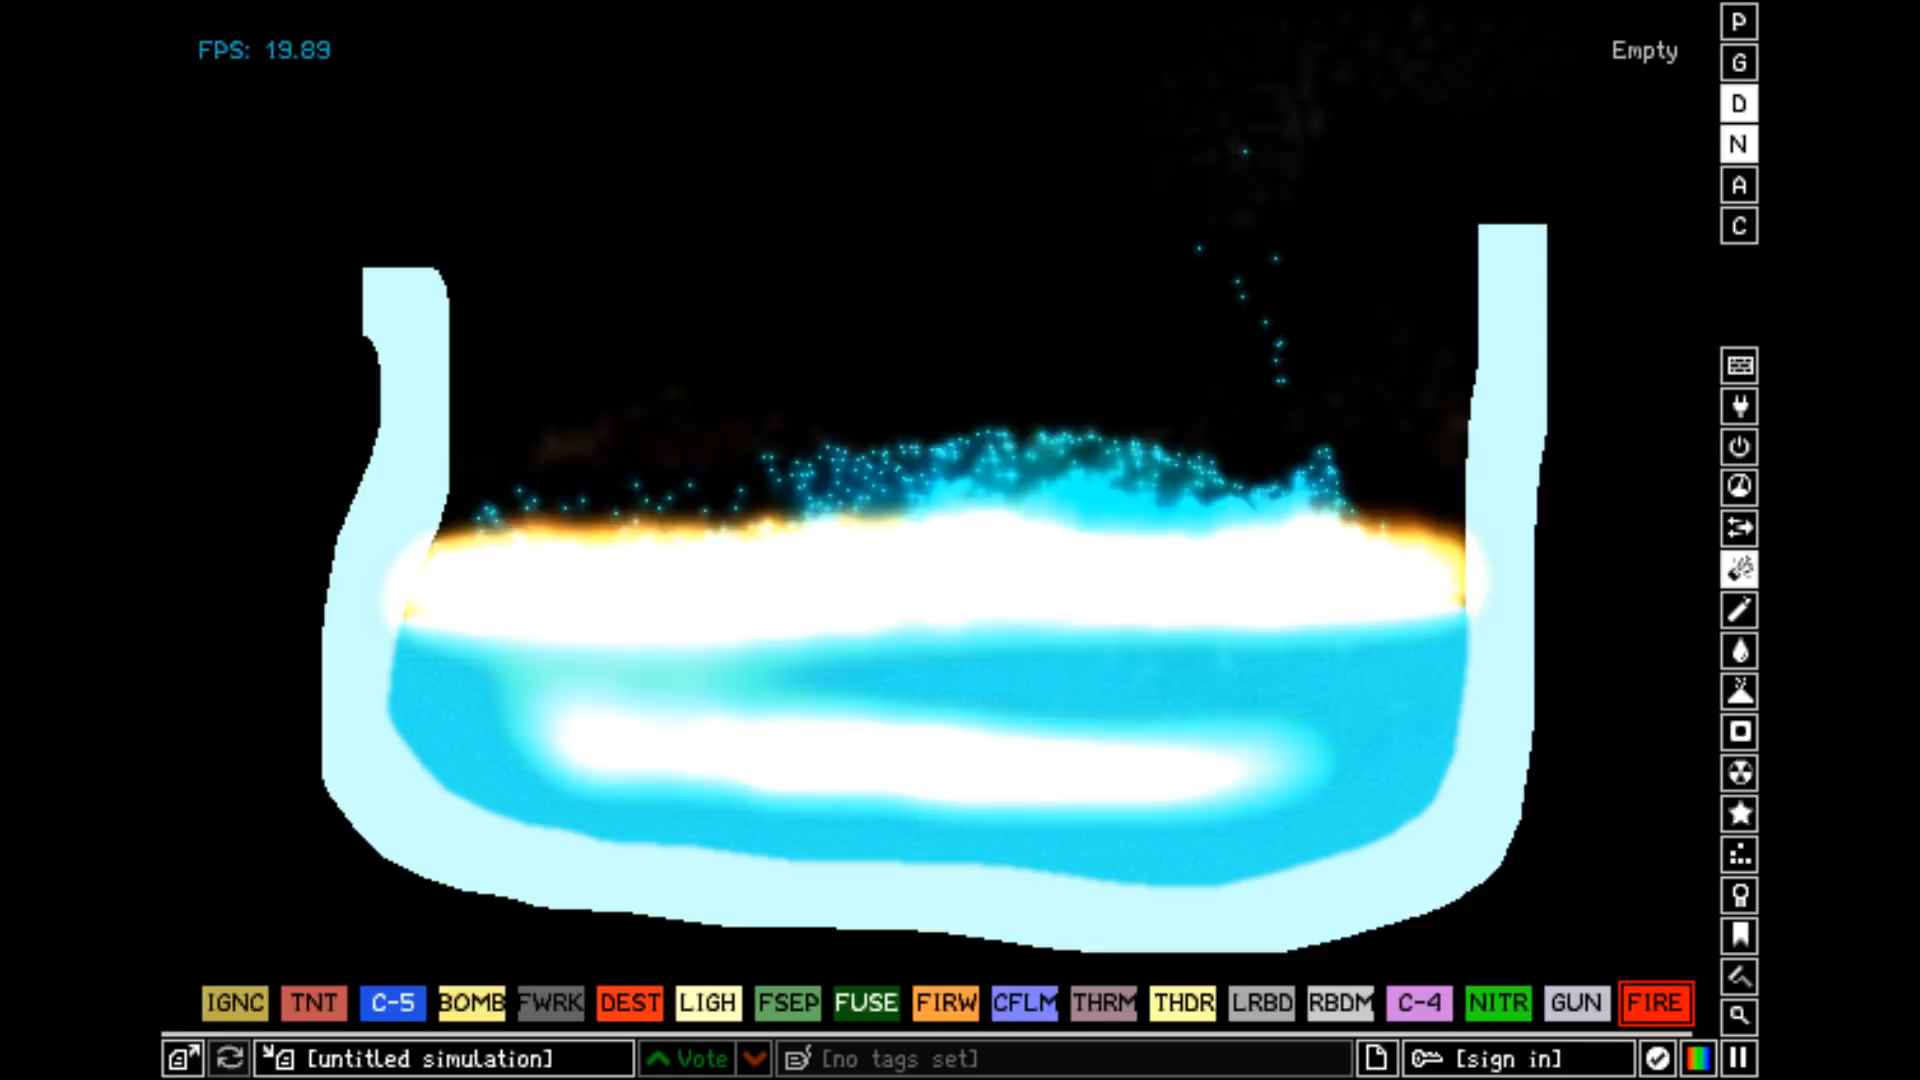 FPS: 19.89
Empty
P
G
D
N
A
C
IGNC TNT C-5 BOMB FWRK DEST LIGH FSEP FUSE FIRW CFLM THRM THDR LRBD RBDM C-4 NITR GUN FIRE
[untitled simulation] Vote [no tags set] [sign in]